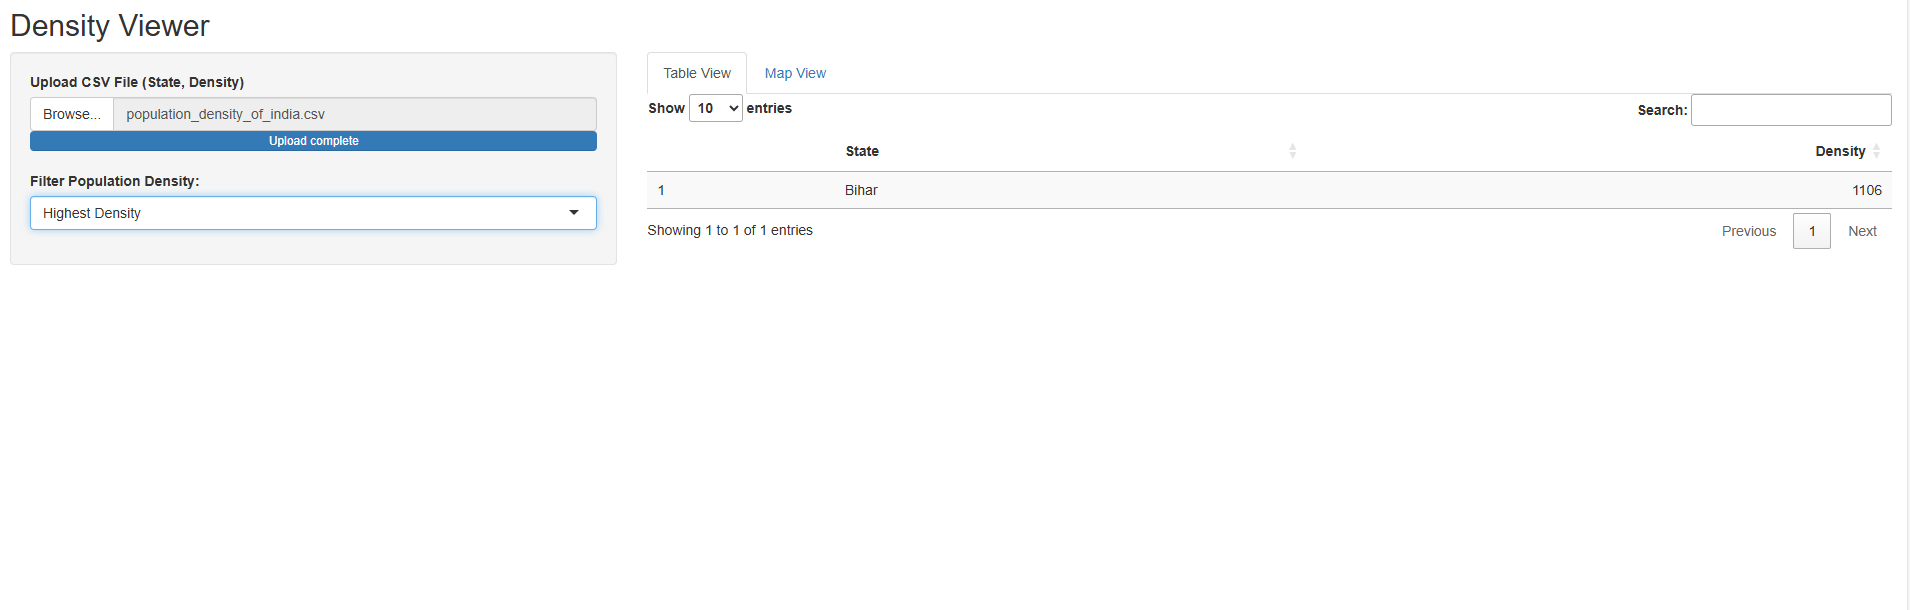 Density Viewer
Upload CSV File (State, Density)
Browse... population_density_of_india.csv
Upload complete
Filter Population Density:
Highest Density
Table View Map View
Show 10 entries Search:
State Density
1 Bihar 1106
Showing 1 to 1 of 1 entries Previous 1 Next